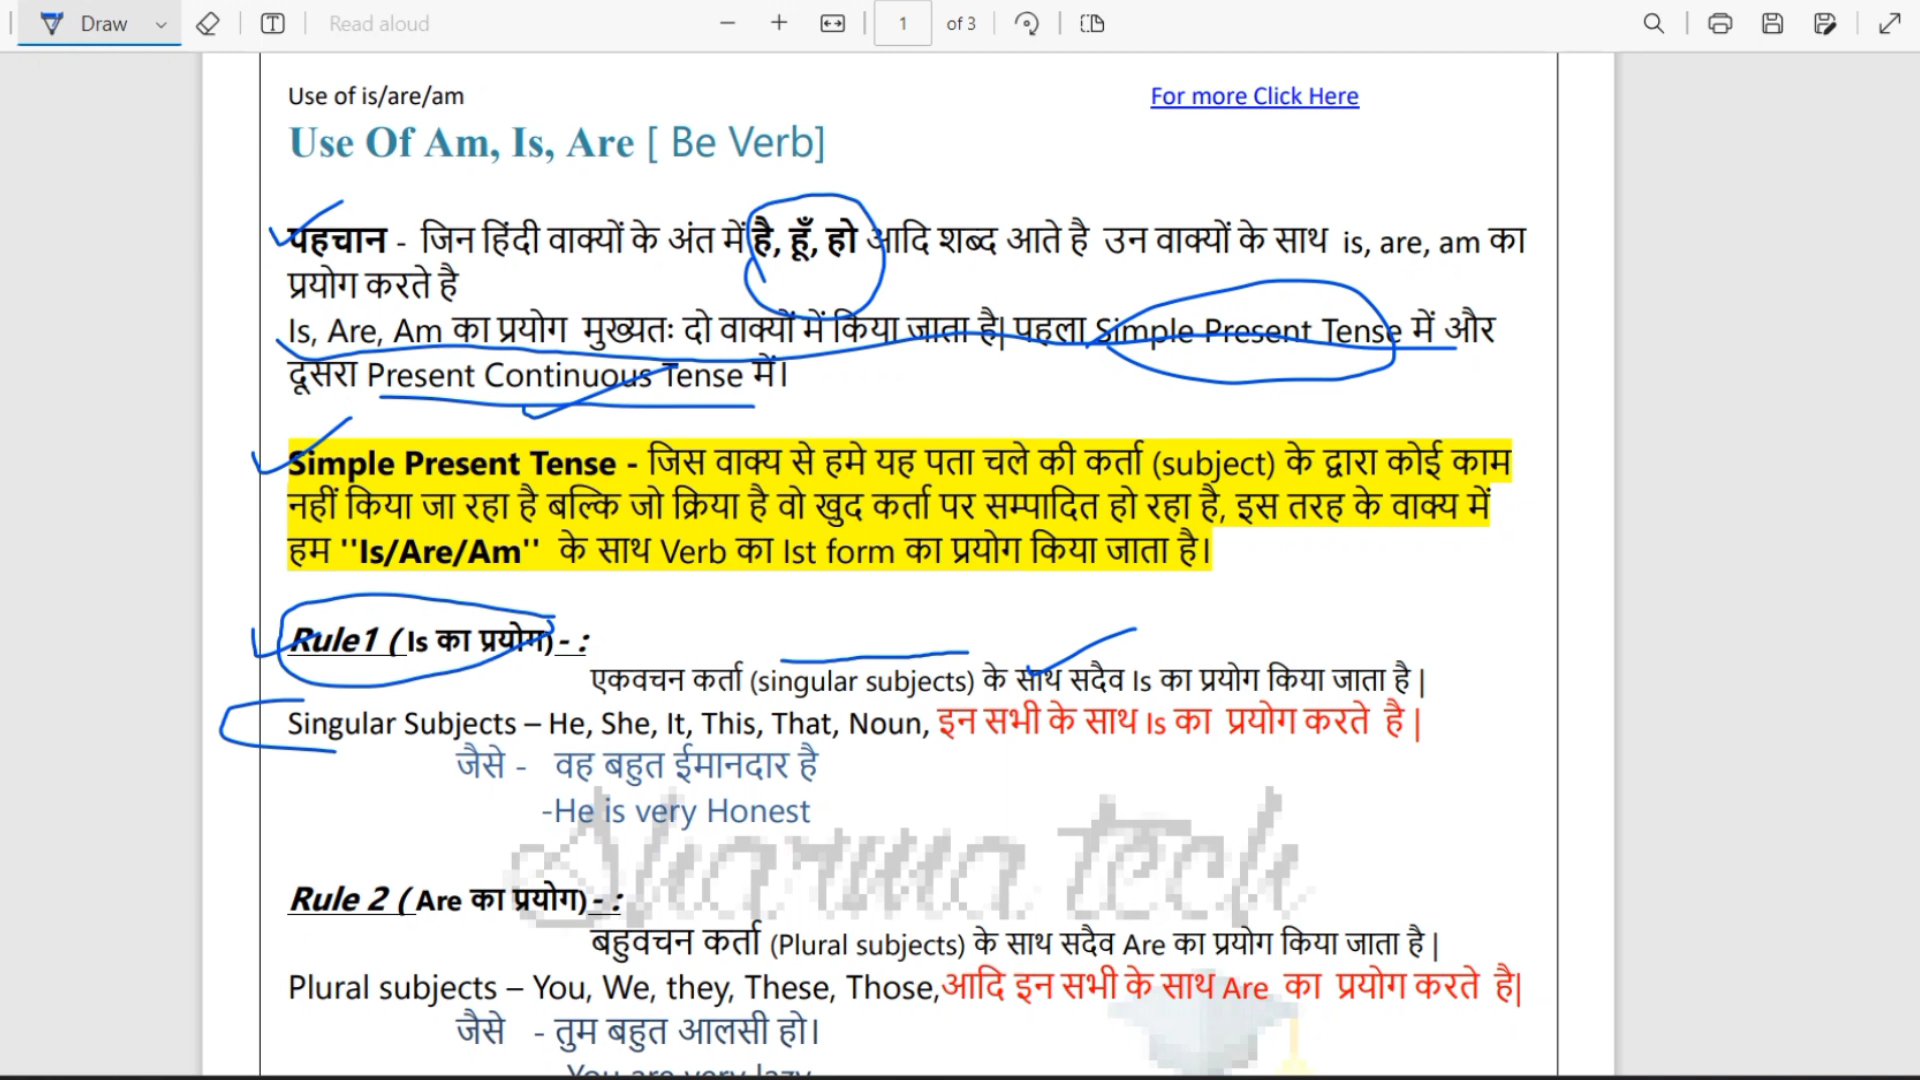 Draw
Read aloud
1 of 3
Use of is/are/am For more Click Here
Use Of Am, Is, Are [ Be Verb]
पहचान - जिन हिंदी वाक्यों के अंत में है, हूँ, हो आदि शब्द आते है उन वाक्यों के साथ is, are, am का
प्रयोग करते है
Is, Are, Am का प्रयोग मुख्यतः दो वाक्यों में किया जाता है| पहला Simple Present Tense में और
दूसरा Present Continuous Tense में।
Simple Present Tense - जिस वाक्य से हमे यह पता चले की कर्ता (subject) के द्वारा कोई काम
नहीं किया जा रहा है बल्कि जो क्रिया है वो खुद कर्ता पर सम्पादित हो रहा है, इस तरह के वाक्य में
हम ''Is/Are/Am'' के साथ Verb का Ist form का प्रयोग किया जाता है।
Rule1 ( Is का प्रयोग) - :
एकवचन कर्ता (singular subjects) के साथ सदैव Is का प्रयोग किया जाता है |
Singular Subjects – He, She, It, This, That, Noun, इन सभी के साथ Is का प्रयोग करते है |
जैसे - वह बहुत ईमानदार है
-He is very Honest
Sharma tech
Rule 2 ( Are का प्रयोग) - :
बहुवचन कर्ता (Plural subjects) के साथ सदैव Are का प्रयोग किया जाता है |
Plural subjects – You, We, they, These, Those,आदि इन सभी के साथ Are का प्रयोग करते है|
जैसे - तुम बहुत आलसी हो।
You are very lazy